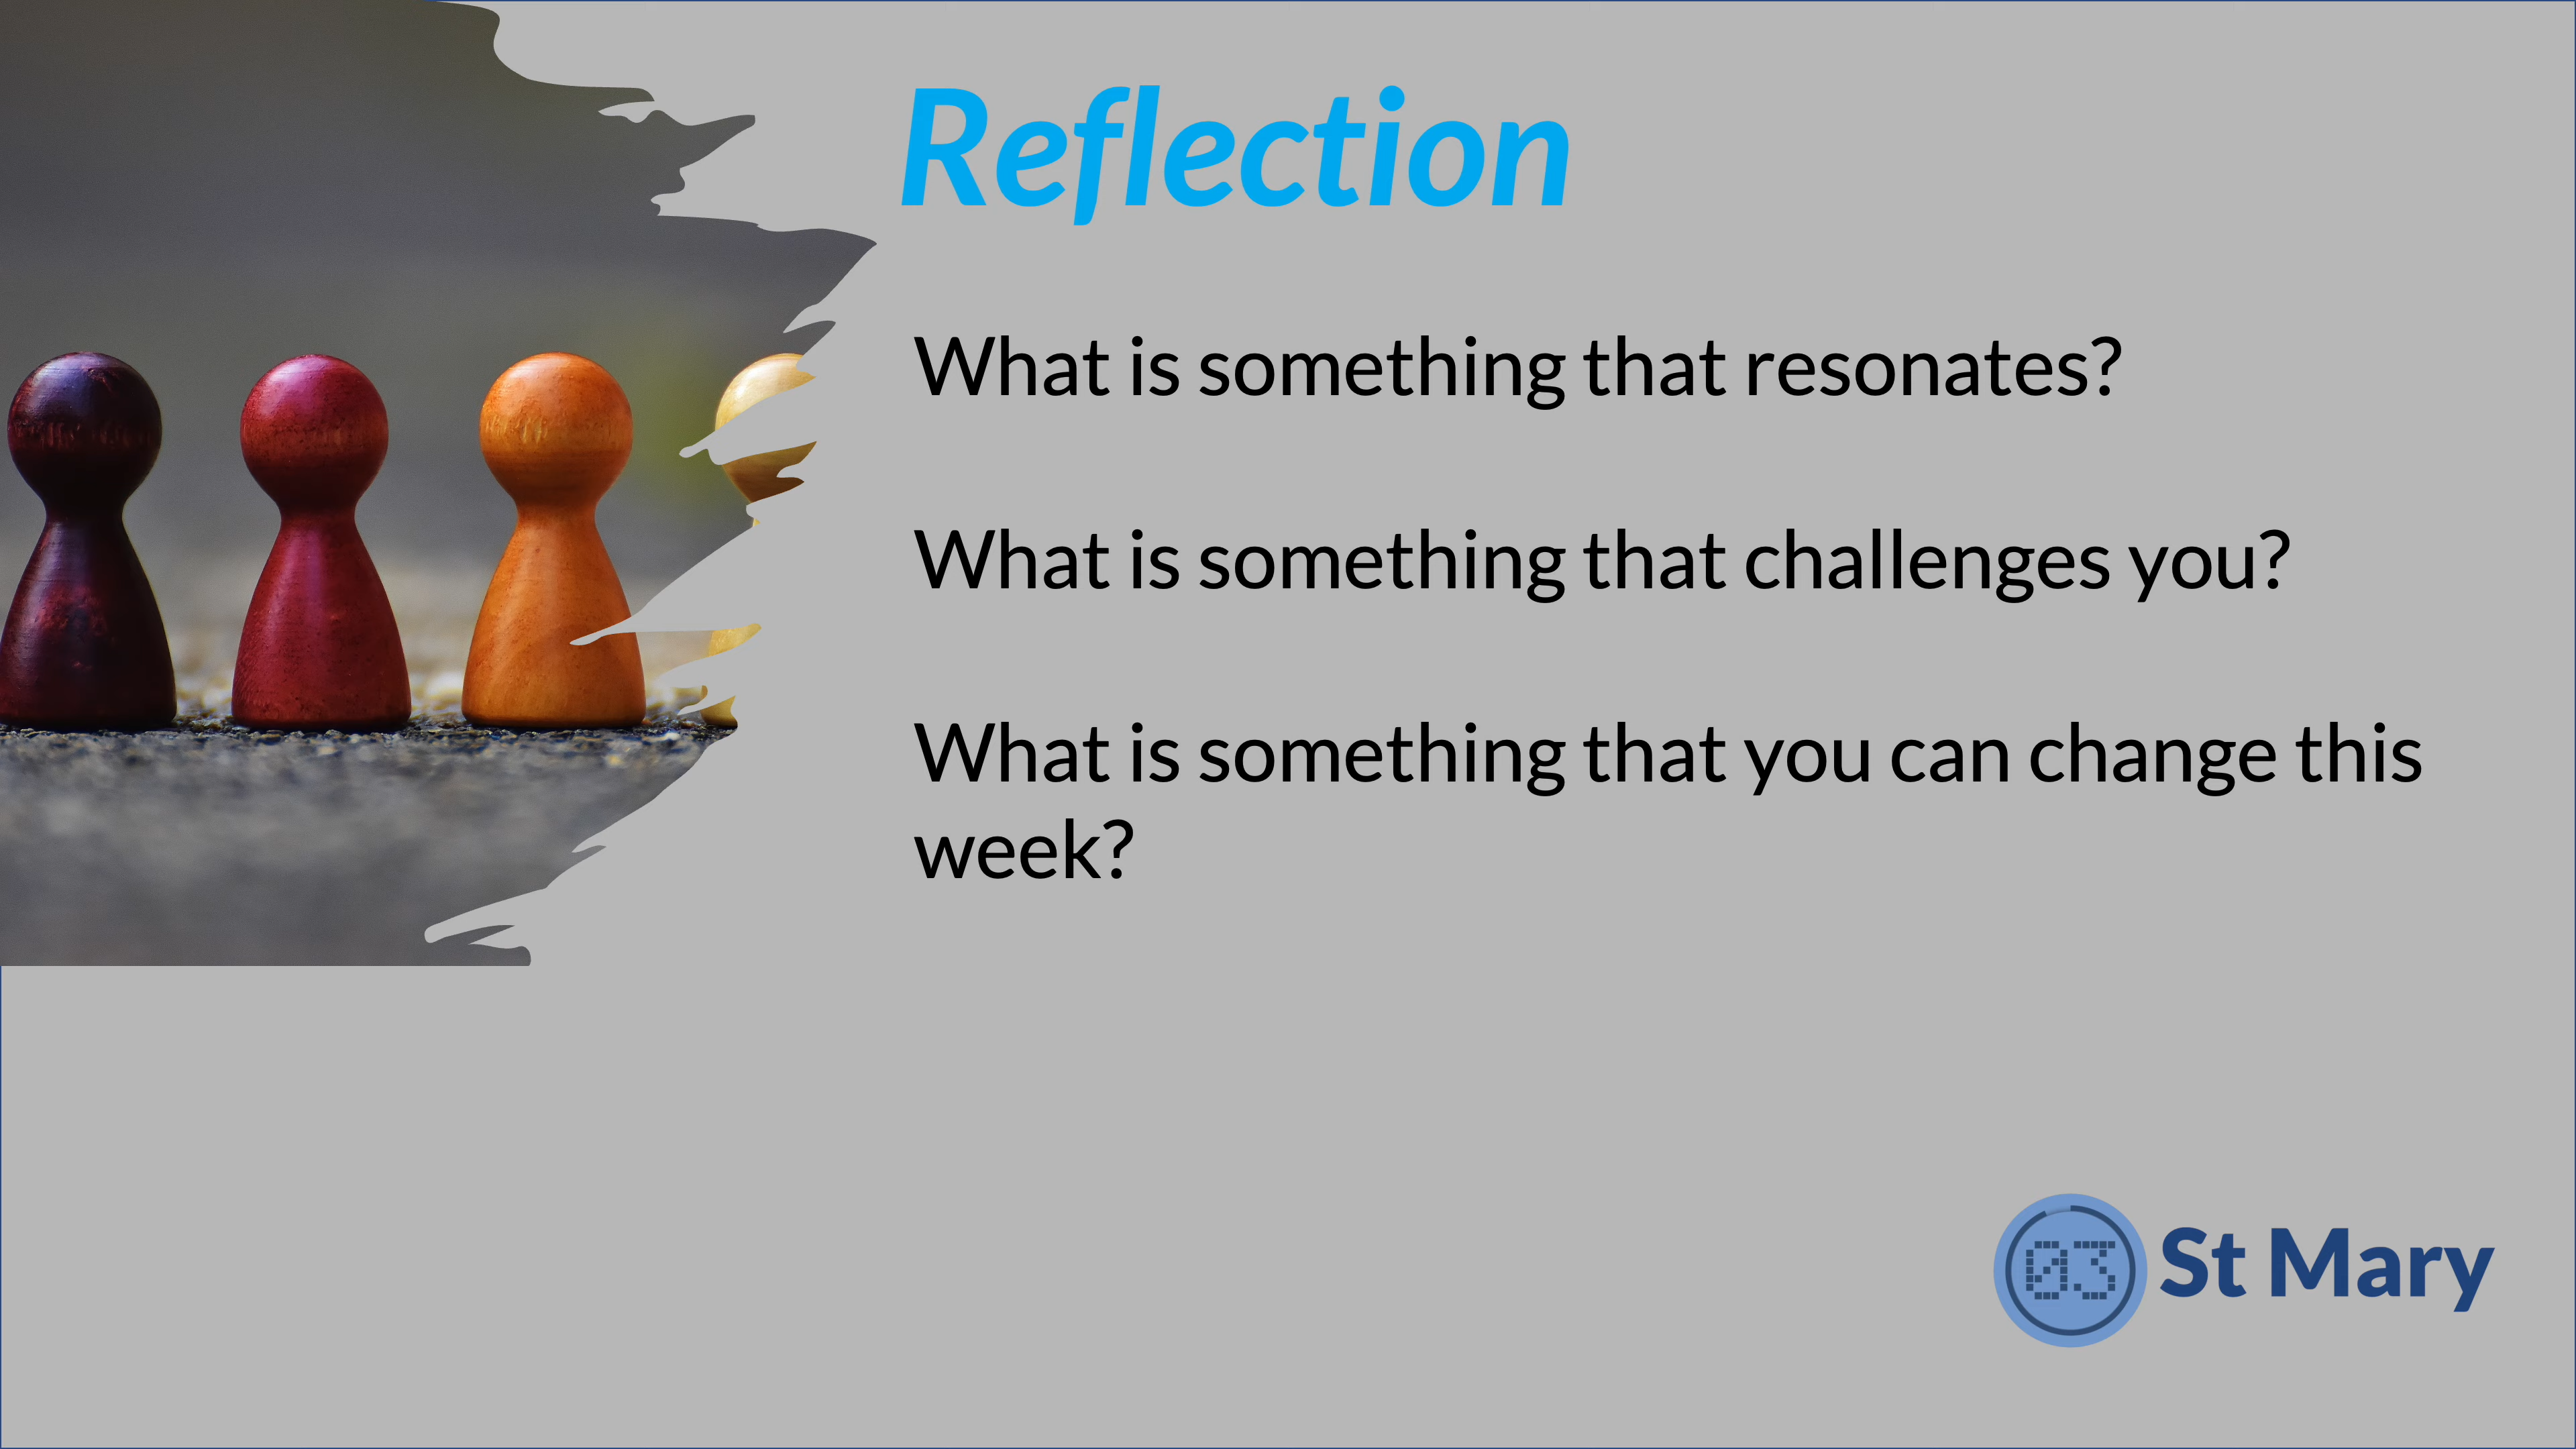 Reflection
What is something that resonates?
What is something that challenges you?
What is something that you can change this
week?
03 St Mary